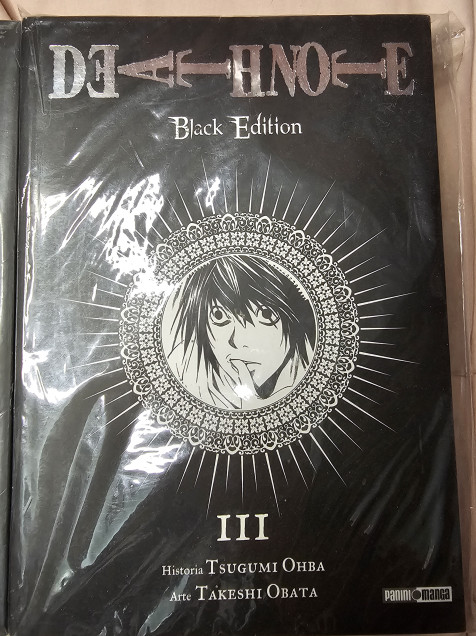 DEATH NOTE
Black Edition
III
Historia TSUGUMI OHBA
Arte TAKESHI OBATA
PANINI manga